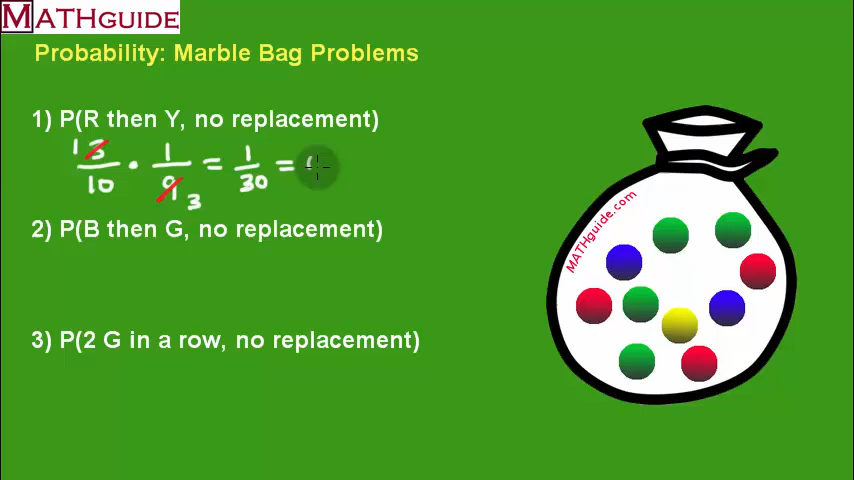 MATHGUIDE
Probability: Marble Bag Problems
1) P(R then Y, no replacement)
1 3/10 · 1/9 3 = 1/30 =
2) P(B then G, no replacement)
3) P(2 G in a row, no replacement)
MATHguide.com